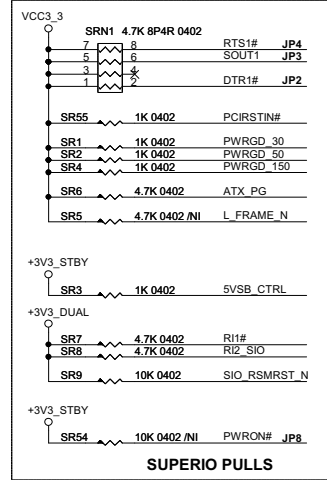 VCC3_3
SRN1 4.7K 8P4R 0402
7 8 RTS1# JP4
5 6 SOUT1 JP3
3 4
1 2 DTR1# JP2
SR55 1K 0402 PCIRSTIN#
SR1 1K 0402 PWRGD_30
SR2 1K 0402 PWRGD_50
SR4 1K 0402 PWRGD_150
SR6 4.7K 0402 ATX_PG
SR5 4.7K 0402 /NI L_FRAME_N
+3V3_STBY
SR3 1K 0402 5VSB_CTRL
+3V3_DUAL
SR7 4.7K 0402 RI1#
SR8 4.7K 0402 RI2_SIO
SR9 10K 0402 SIO_RSMRST_N
+3V3_STBY
SR54 10K 0402 /NI PWRON# JP8
SUPERIO PULLS